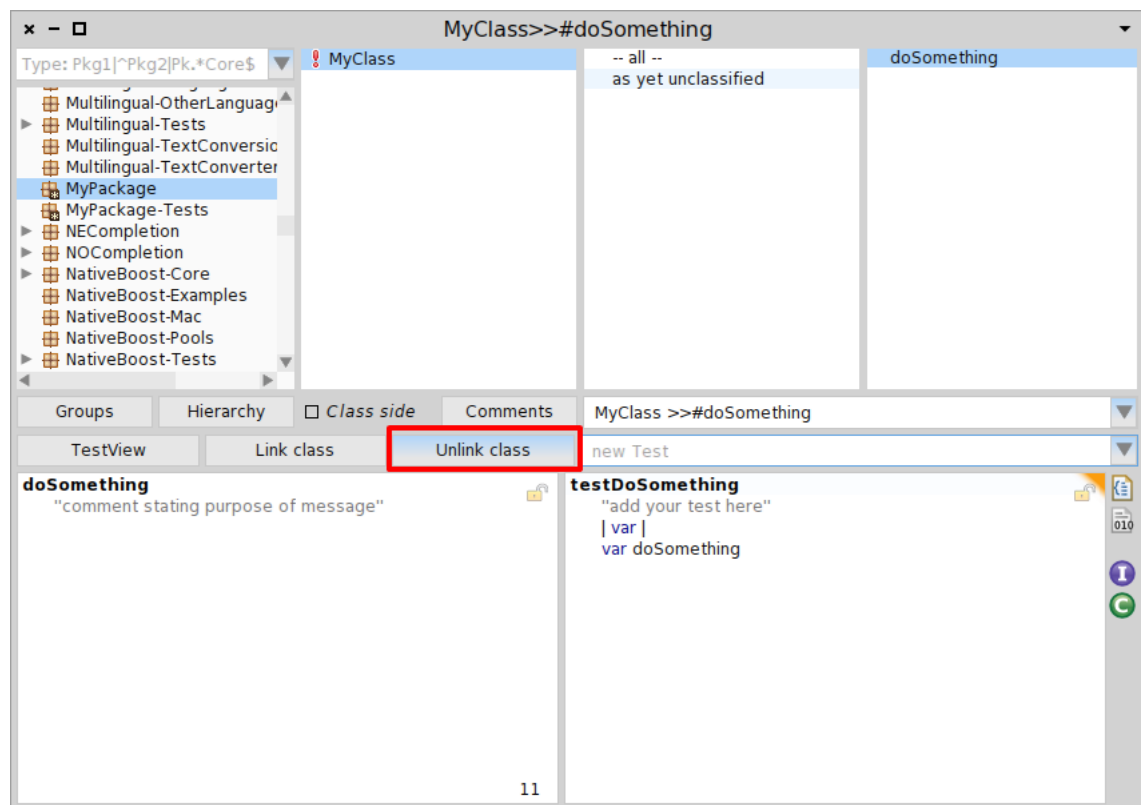 MyClass>>#doSomething
Type: Pkg1|^Pkg2|Pk.*Core$
Multilingual-OtherLanguag
Multilingual-Tests
Multilingual-TextConversio
Multilingual-TextConverter
MyPackage
MyPackage-Tests
NECompletion
NOCompletion
NativeBoost-Core
NativeBoost-Examples
NativeBoost-Mac
NativeBoost-Pools
NativeBoost-Tests
MyClass
-- all --
as yet unclassified
doSomething
Groups Hierarchy Class side Comments MyClass >>#doSomething
TestView Link class Unlink class new Test
doSomething
"comment stating purpose of message"
11
testDoSomething
"add your test here"
| var |
var doSomething
010
I
C